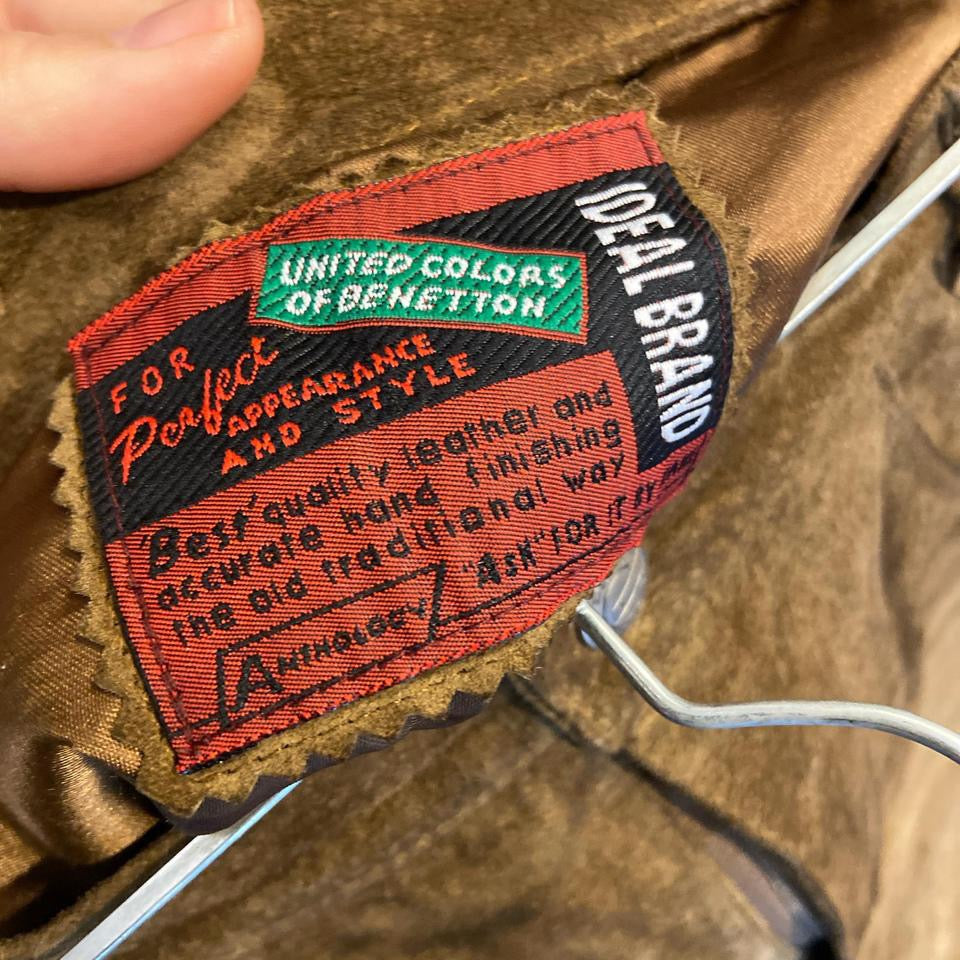 UNITED COLORS
OF BENETTON
IDEAL BRAND
FOR
Perfect
APPEARANCE
AND STYLE
"Best" quality leather and
accurate hand finishing
the old traditional way
"ASK" FOR IT BY
ANTHOLOGY